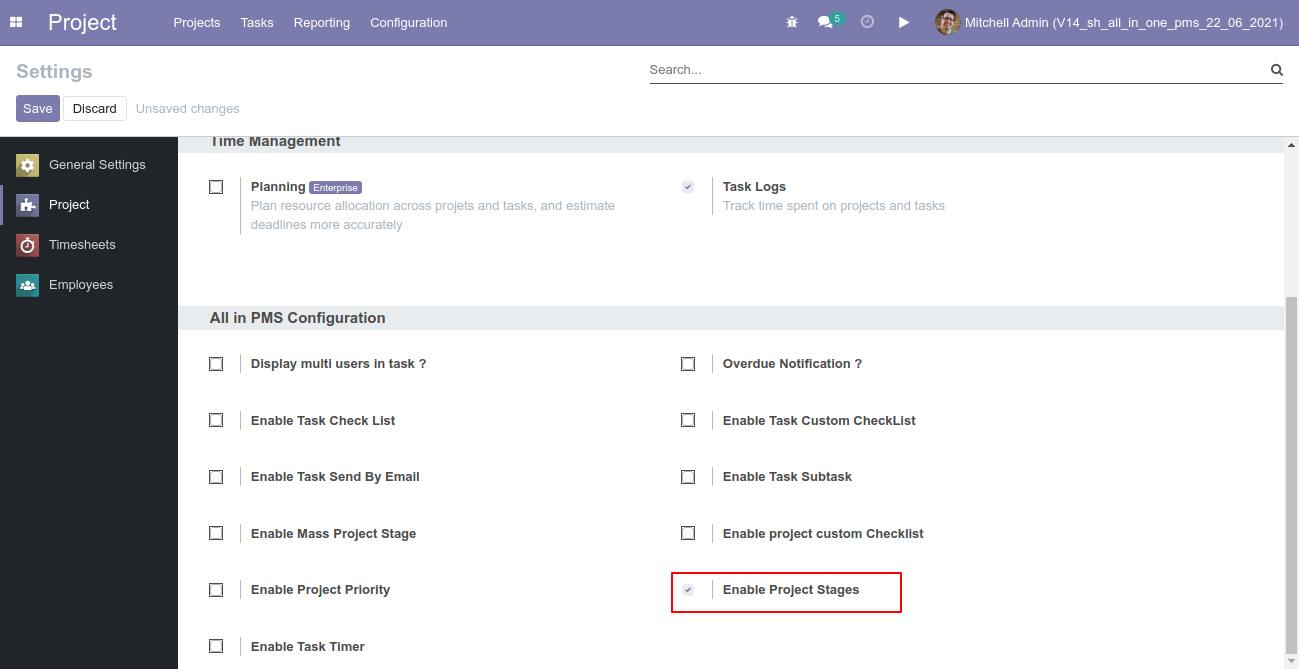 Project
Projects Tasks Reporting Configuration
5
Mitchell Admin (V14_sh_all_in_one_pms_22_06_2021)
Settings
Search...
Save Discard Unsaved changes
General Settings
Project
Timesheets
Employees
Time Management
Planning Enterprise
Plan resource allocation across projets and tasks, and estimate
deadlines more accurately
Task Logs
Track time spent on projects and tasks
All in PMS Configuration
Display multi users in task ?
Overdue Notification ?
Enable Task Check List
Enable Task Custom CheckList
Enable Task Send By Email
Enable Task Subtask
Enable Mass Project Stage
Enable project custom Checklist
Enable Project Priority
Enable Project Stages
Enable Task Timer